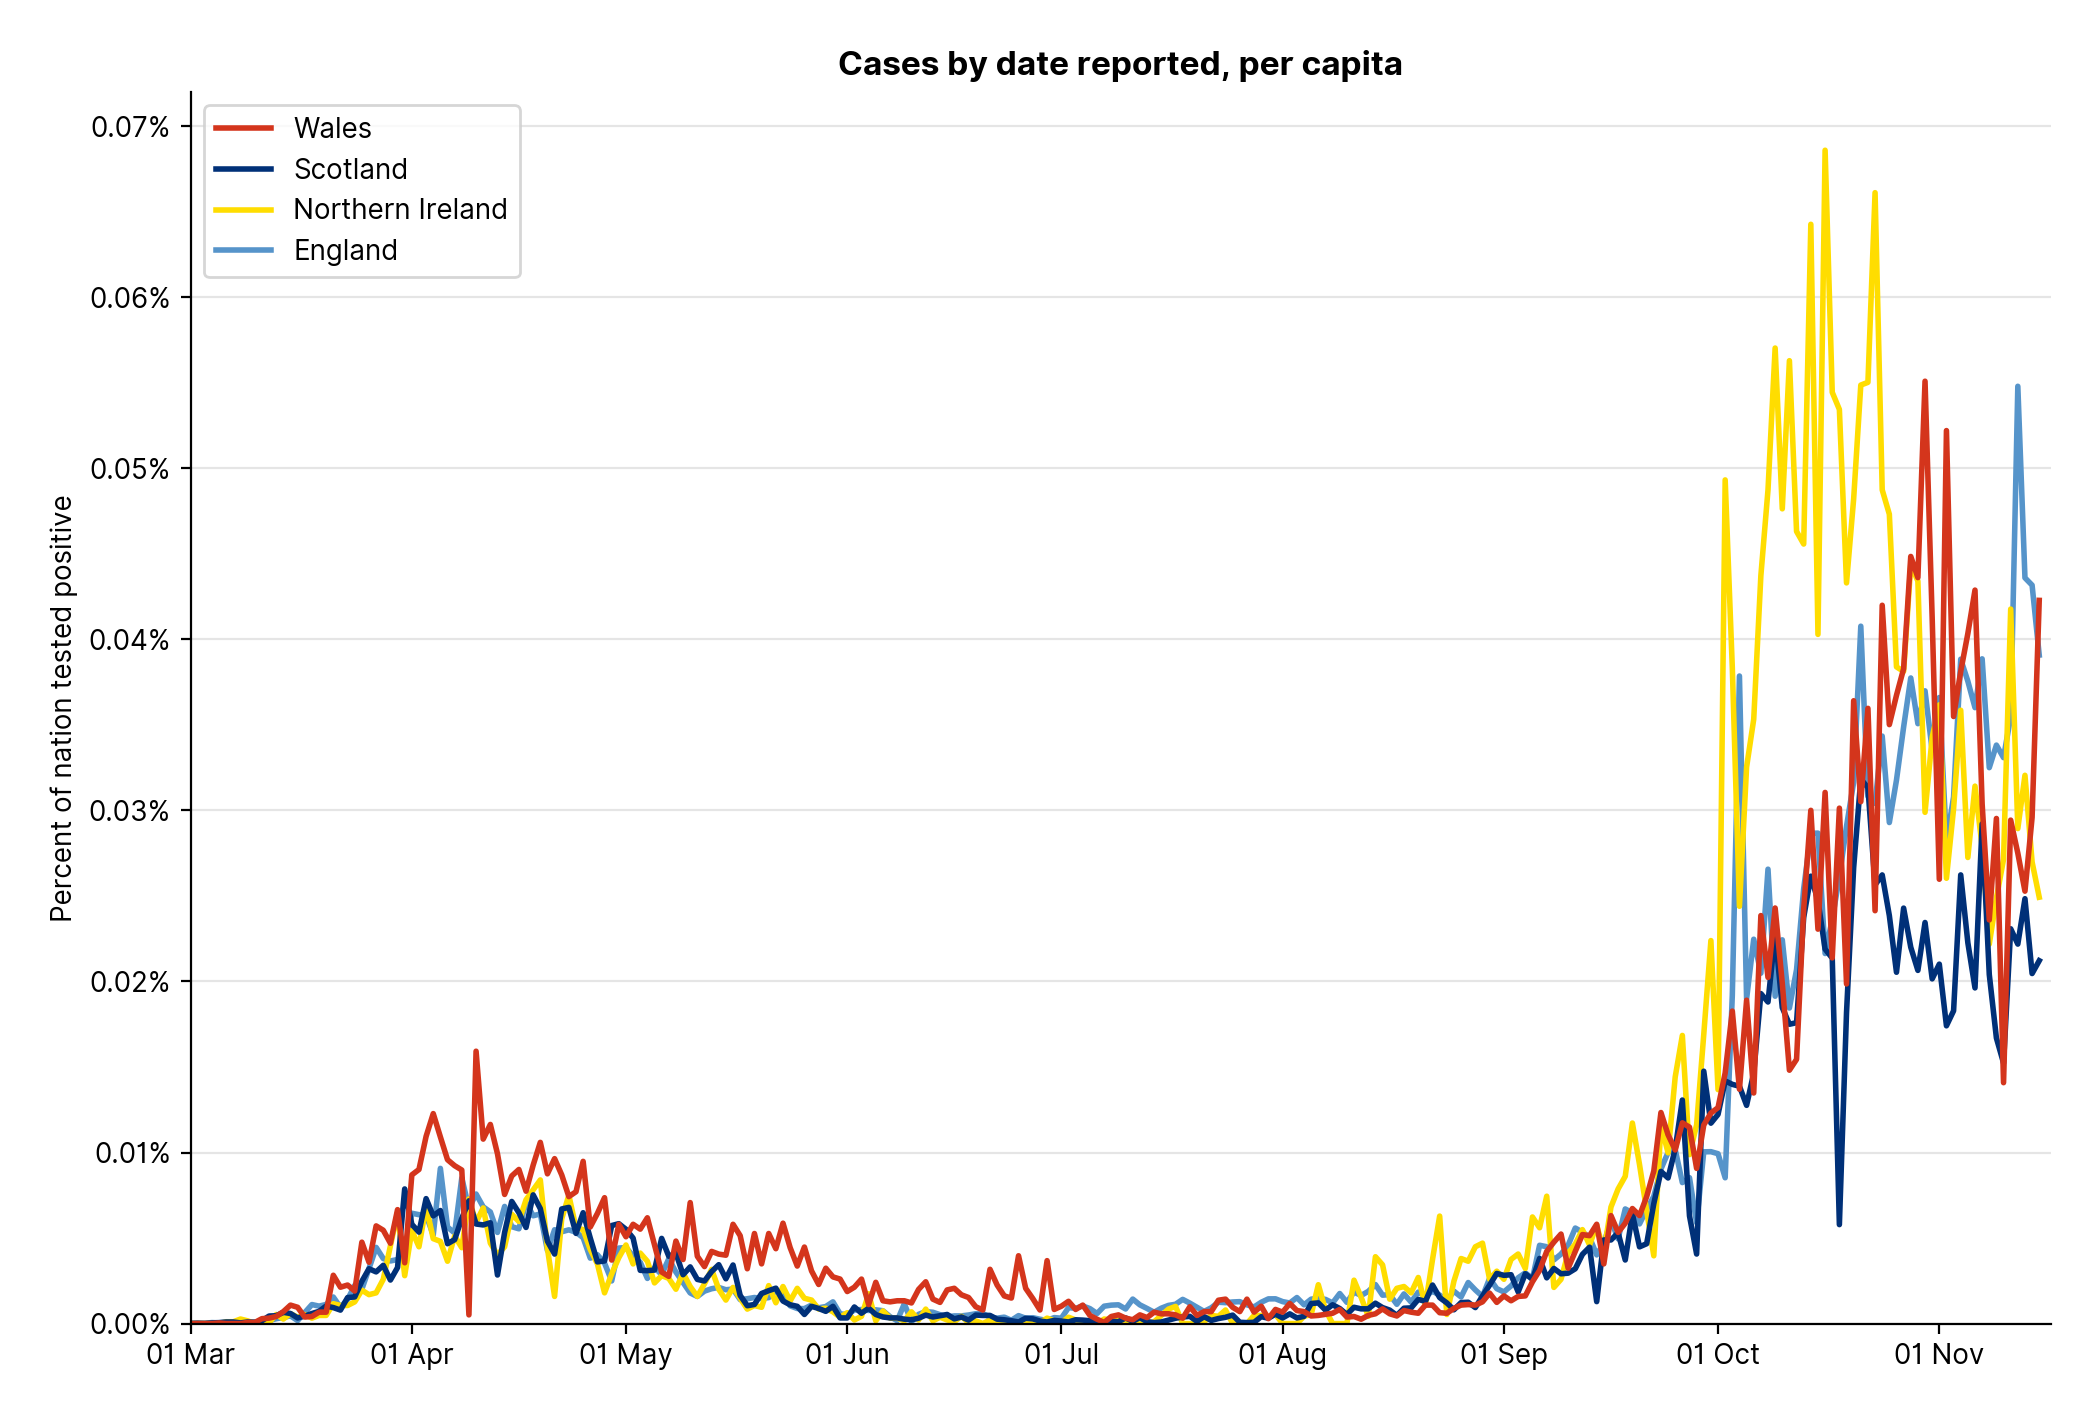 Cases by date reported, per capita
Wales
Scotland
Northern Ireland
England
Percent of nation tested positive
0.07%
0.06%
0.05%
0.04%
0.03%
0.02%
0.01%
0.00%
01 Mar
01 Apr
01 May
01 Jun
01 Jul
01 Aug
01 Sep
01 Oct
01 Nov